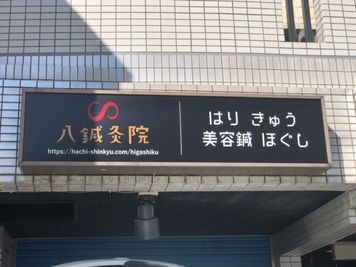 八鍼灸院
https://hachi-shinkyu.com/higashiku
はり きゅう
美容鍼 ほぐし